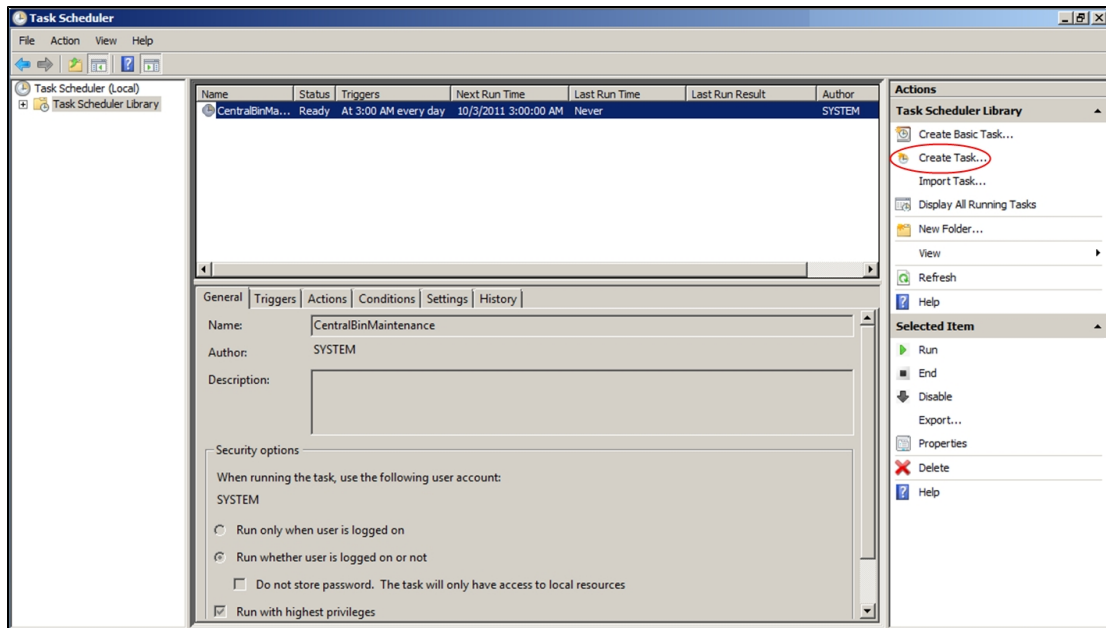 Task Scheduler
File Action View Help
Task Scheduler (Local)
Task Scheduler Library
Name Status Triggers Next Run Time Last Run Time Last Run Result Author
CentralBinMa... Ready At 3:00 AM every day 10/3/2011 3:00:00 AM Never SYSTEM
General Triggers Actions Conditions Settings History
Name: CentralBinMaintenance
Author: SYSTEM
Description:
Security options
When running the task, use the following user account:
SYSTEM
Run only when user is logged on
Run whether user is logged on or not
Do not store password. The task will only have access to local resources
Run with highest privileges
Actions
Task Scheduler Library
Create Basic Task...
Create Task...
Import Task...
Display All Running Tasks
New Folder...
View
Refresh
Help
Selected Item
Run
End
Disable
Export...
Properties
Delete
Help